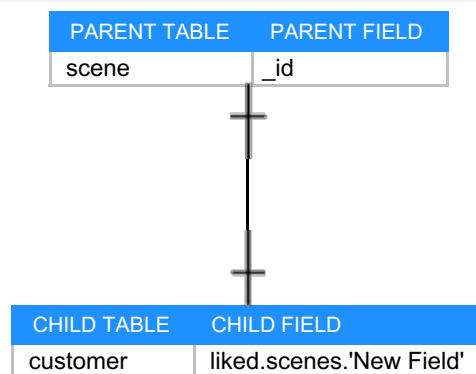 PARENT TABLE PARENT FIELD
scene _id
CHILD TABLE CHILD FIELD
customer liked.scenes.'New Field'